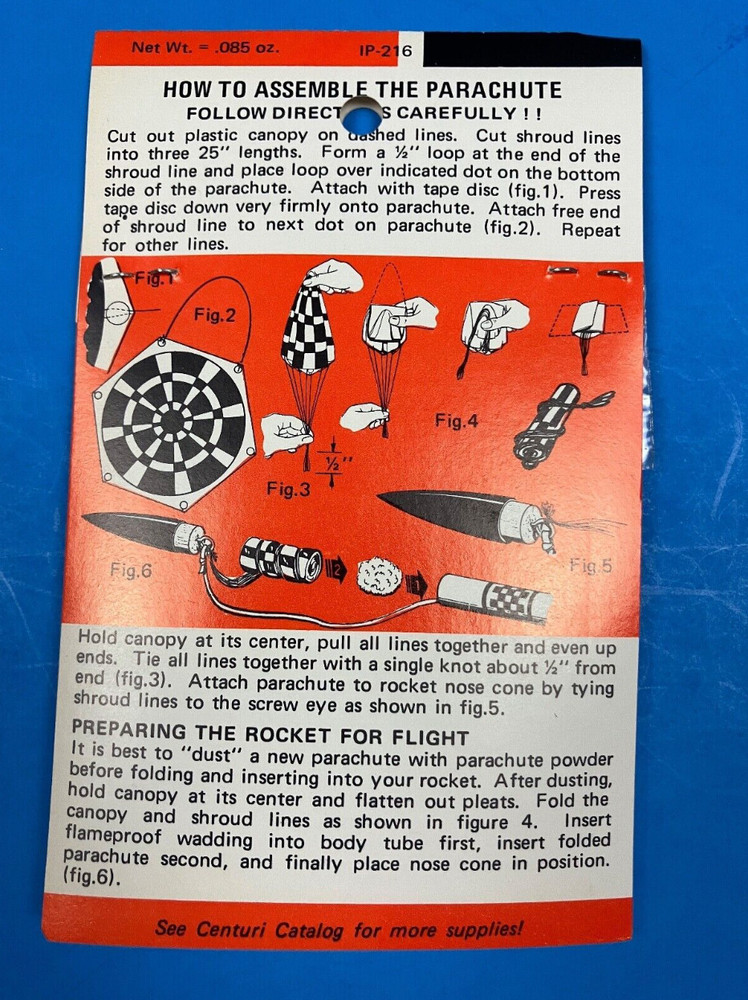 Net Wt. = .085 oz. IP-216
HOW TO ASSEMBLE THE PARACHUTE
FOLLOW DIRECT S CAREFULLY ! !
Cut out plastic canopy on dashed lines. Cut shroud lines
into three 25" lengths. Form a ½" loop at the end of the
shroud line and place loop over indicated dot on the bottom
side of the parachute. Attach with tape disc (fig.1). Press
tape disc down very firmly onto parachute. Attach free end
of shroud line to next dot on parachute (fig.2). Repeat
for other lines.
Fig.1
Fig.2
½"
Fig.3
Fig.4
Fig.5
Fig.6
Hold canopy at its center, pull all lines together and even up
ends. Tie all lines together with a single knot about ½" from
end (fig.3). Attach parachute to rocket nose cone by tying
shroud lines to the screw eye as shown in fig.5.
PREPARING THE ROCKET FOR FLIGHT
It is best to "dust" a new parachute with parachute powder
before folding and inserting into your rocket. After dusting,
hold canopy at its center and flatten out pleats. Fold the
canopy and shroud lines as shown in figure 4. Insert
flameproof wadding into body tube first, insert folded
parachute second, and finally place nose cone in position.
(fig.6).
See Centuri Catalog for more supplies!